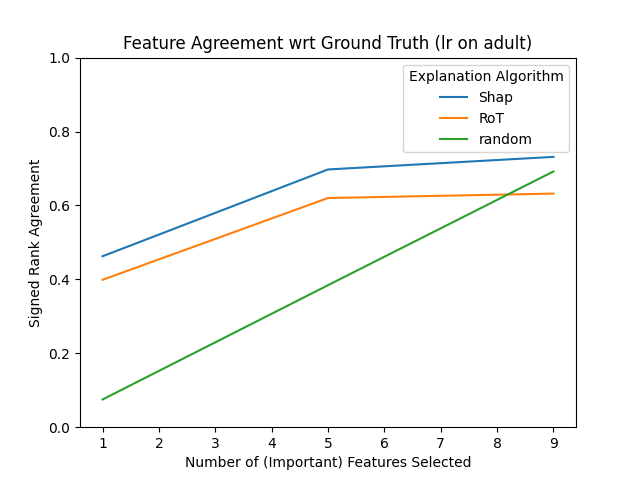 Feature Agreement wrt Ground Truth (lr on adult)
Explanation Algorithm
Shap
RoT
random
Signed Rank Agreement
1.0
0.8
0.6
0.4
0.2
0.0
1 2 3 4 5 6 7 8 9
Number of (Important) Features Selected